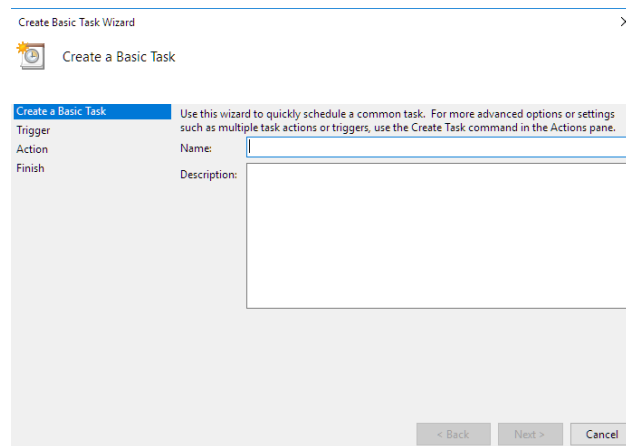 Create Basic Task Wizard
Create a Basic Task
Create a Basic Task
Trigger
Action
Finish
Use this wizard to quickly schedule a common task.  For more advanced options or settings
such as multiple task actions or triggers, use the Create Task command in the Actions pane.
Name:
Description:
< Back
Next >
Cancel